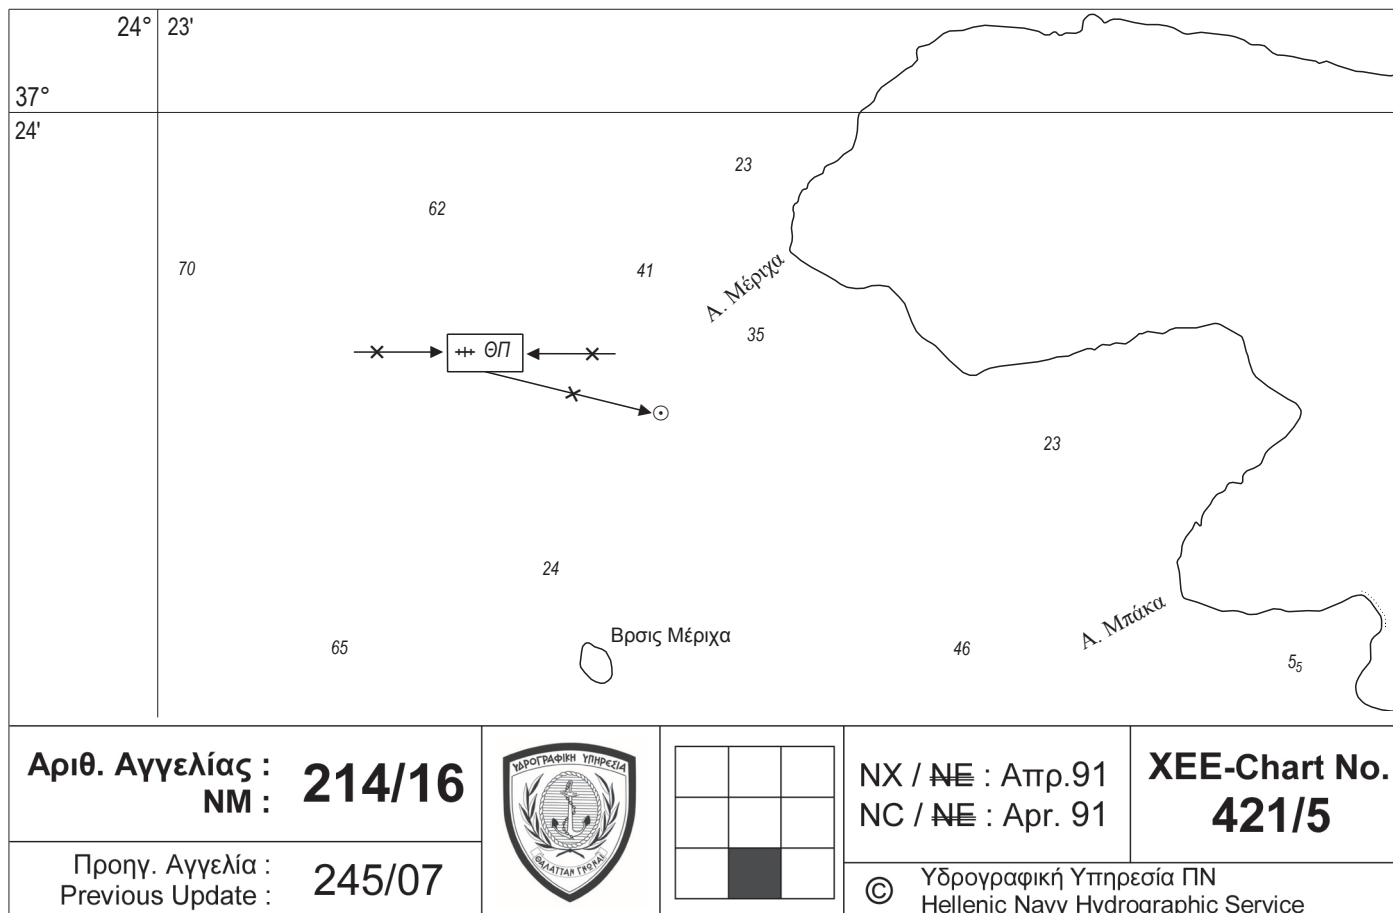 24° 23'
37°
24'
23
62
70
41
Α. Μέριχα
35
ΘΠ
23
24
Α. Μπάκα
Βρσις Μέριχα
65
46
5₅
Αριθ. Αγγελίας : 214/16
NM :
Προηγ. Αγγελία : 245/07
Previous Update :
ΥΔΡΟΓΡΑΦΙΚΗ ΥΠΗΡΕΣΙΑ
ΘΑΛΑΤΤΑΝ ΓΝΩΝΑΙ
ΝΧ / ΝΕ : Απρ.91
NC / NE : Apr. 91
XEE-Chart No.
421/5
© Υδρογραφική Υπηρεσία ΠΝ
Hellenic Navy Hydrographic Service